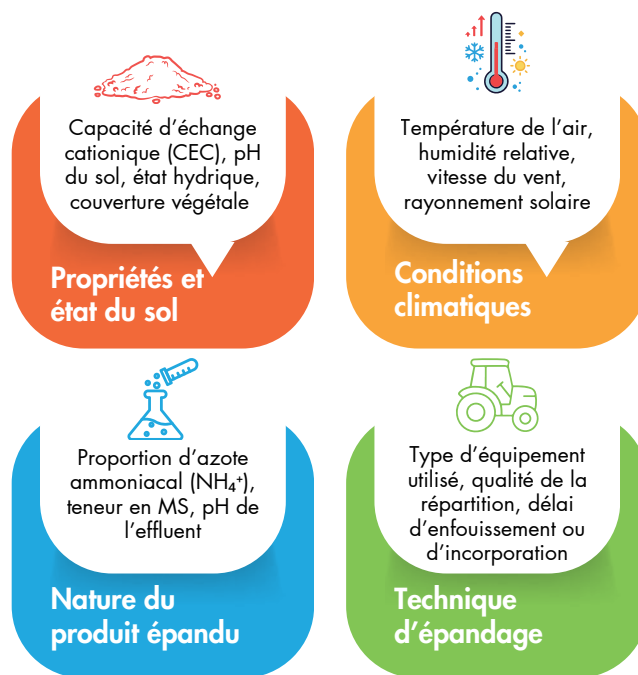 Capacité d'échange
cationique (CEC), pH
du sol, état hydrique,
couverture végétale
Propriétés et
état du sol
Température de l'air,
humidité relative,
vitesse du vent,
rayonnement solaire
Conditions
climatiques
Proportion d'azote
ammoniacal (NH₄⁺),
teneur en MS, pH de
l'effluent
Nature du
produit épandu
Type d'équipement
utilisé, qualité de la
répartition, délai
d'enfouissement ou
d'incorporation
Technique
d'épandage